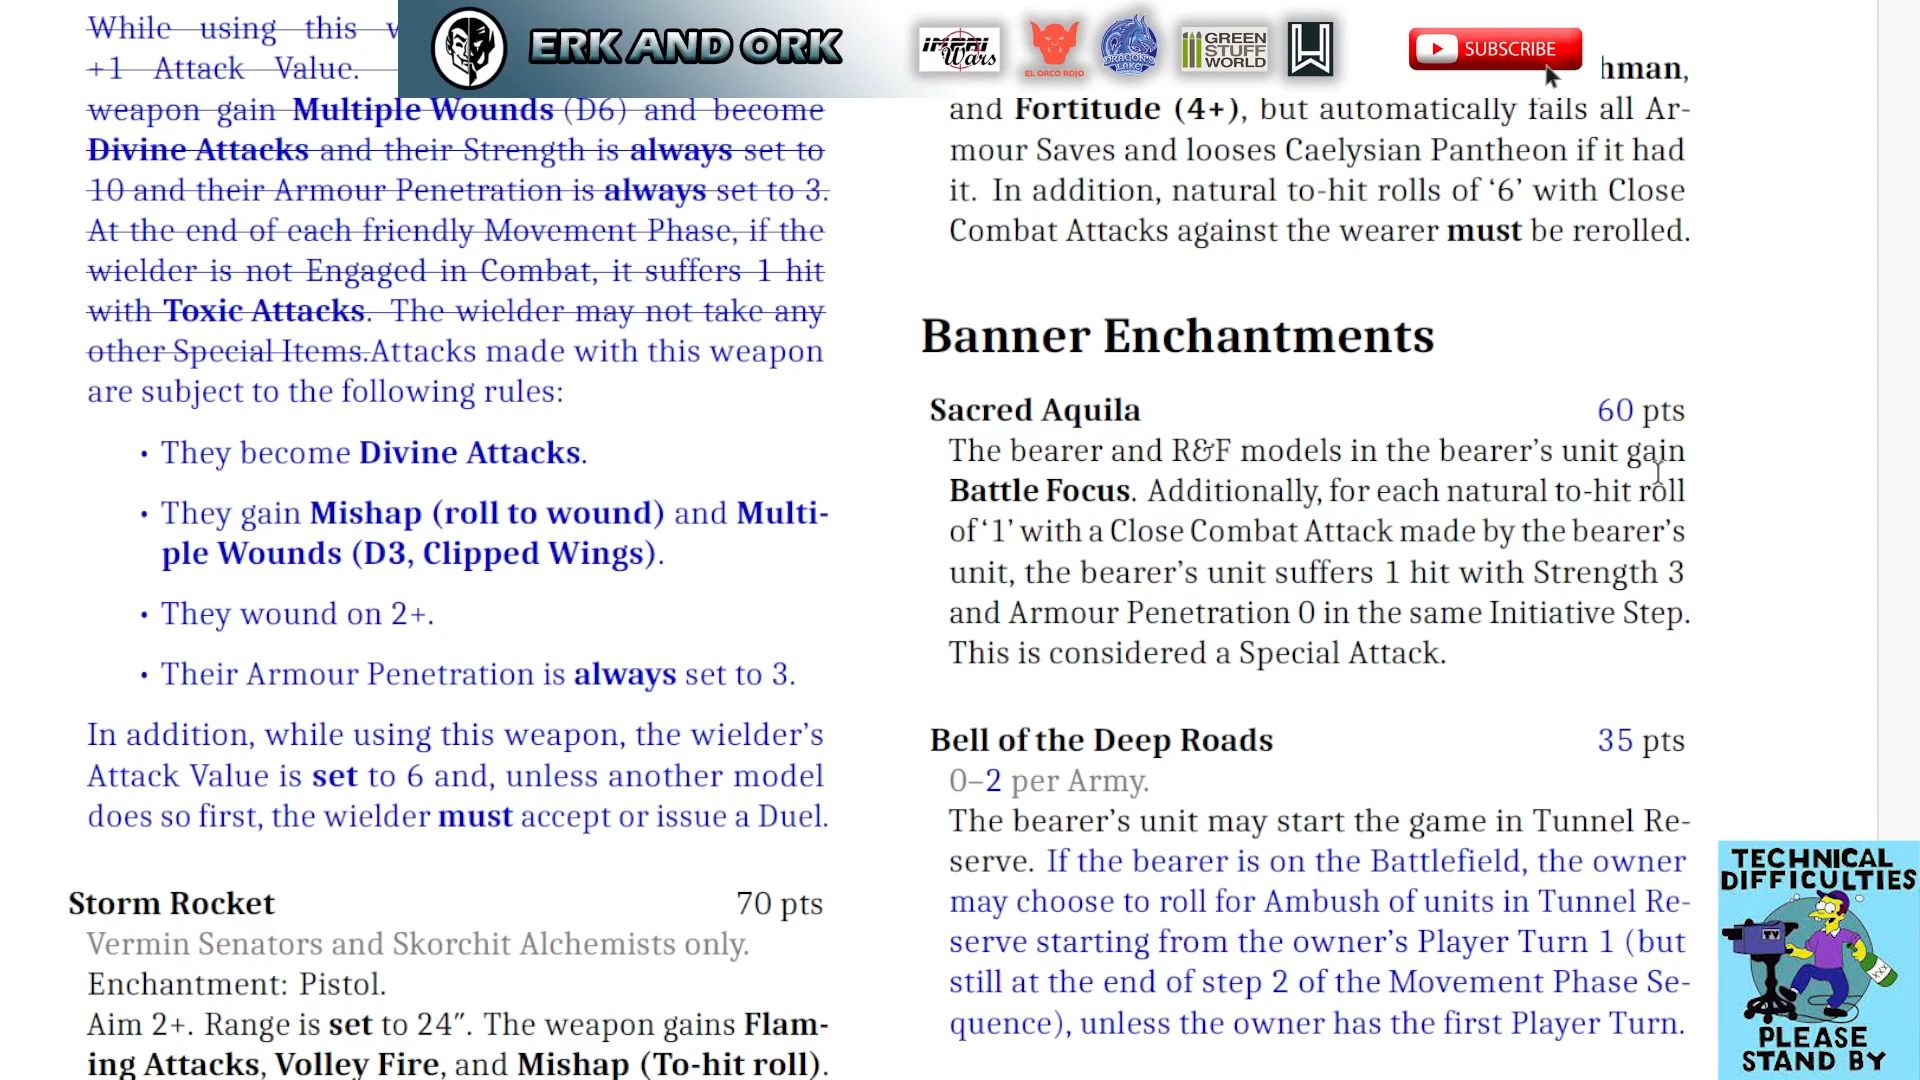 ERK AND ORK
IMPAI
Wars
EL ORCO ROJO
DRAGON'S
LAKE
GREEN
STUFF
WORLD
SUBSCRIBE
While using this
+1 Attack Value.
weapon gain Multiple Wounds (D6) and become
Divine Attacks and their Strength is always set to
10 and their Armour Penetration is always set to 3.
At the end of each friendly Movement Phase, if the
wielder is not Engaged in Combat, it suffers 1 hit
with Toxic Attacks. The wielder may not take any
other Special Items.Attacks made with this weapon
are subject to the following rules:
• They become Divine Attacks.
• They gain Mishap (roll to wound) and Multi-
ple Wounds (D3, Clipped Wings).
• They wound on 2+.
• Their Armour Penetration is always set to 3.
In addition, while using this weapon, the wielder's
Attack Value is set to 6 and, unless another model
does so first, the wielder must accept or issue a Duel.
Storm Rocket 70 pts
Vermin Senators and Skorchit Alchemists only.
Enchantment: Pistol.
Aim 2+. Range is set to 24″. The weapon gains Flam-
ing Attacks, Volley Fire, and Mishap (To-hit roll).
hman,
and Fortitude (4+), but automatically fails all Ar-
mour Saves and looses Caelysian Pantheon if it had
it. In addition, natural to-hit rolls of ‘6’ with Close
Combat Attacks against the wearer must be rerolled.
Banner Enchantments
Sacred Aquila 60 pts
The bearer and R&F models in the bearer's unit gain
Battle Focus. Additionally, for each natural to-hit roll
of ‘1’ with a Close Combat Attack made by the bearer's
unit, the bearer's unit suffers 1 hit with Strength 3
and Armour Penetration 0 in the same Initiative Step.
This is considered a Special Attack.
Bell of the Deep Roads 35 pts
0–2 per Army.
The bearer's unit may start the game in Tunnel Re-
serve. If the bearer is on the Battlefield, the owner
may choose to roll for Ambush of units in Tunnel Re-
serve starting from the owner's Player Turn 1 (but
still at the end of step 2 of the Movement Phase Se-
quence), unless the owner has the first Player Turn.
TECHNICAL
DIFFICULTIES
TV
XXX
PLEASE
STAND BY